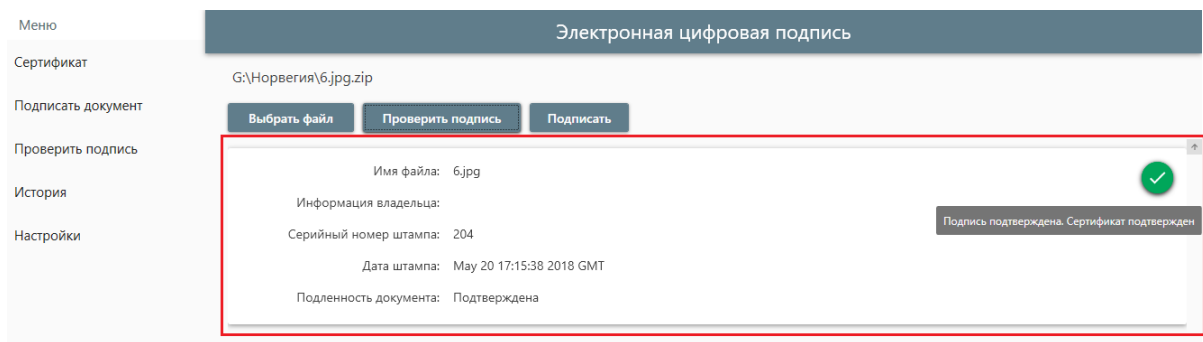 Меню
Электронная цифровая подпись
Сертификат
G:\Норвегия\6.jpg.zip
Подписать документ
Выбрать файл Проверить подпись Подписать
Проверить подпись
Имя файла: 6.jpg
История
Информация владельца:
Подпись подтверждена. Сертификат подтвержден
Настройки
Серийный номер штампа: 204
Дата штампа: May 20 17:15:38 2018 GMT
Подленность документа: Подтверждена